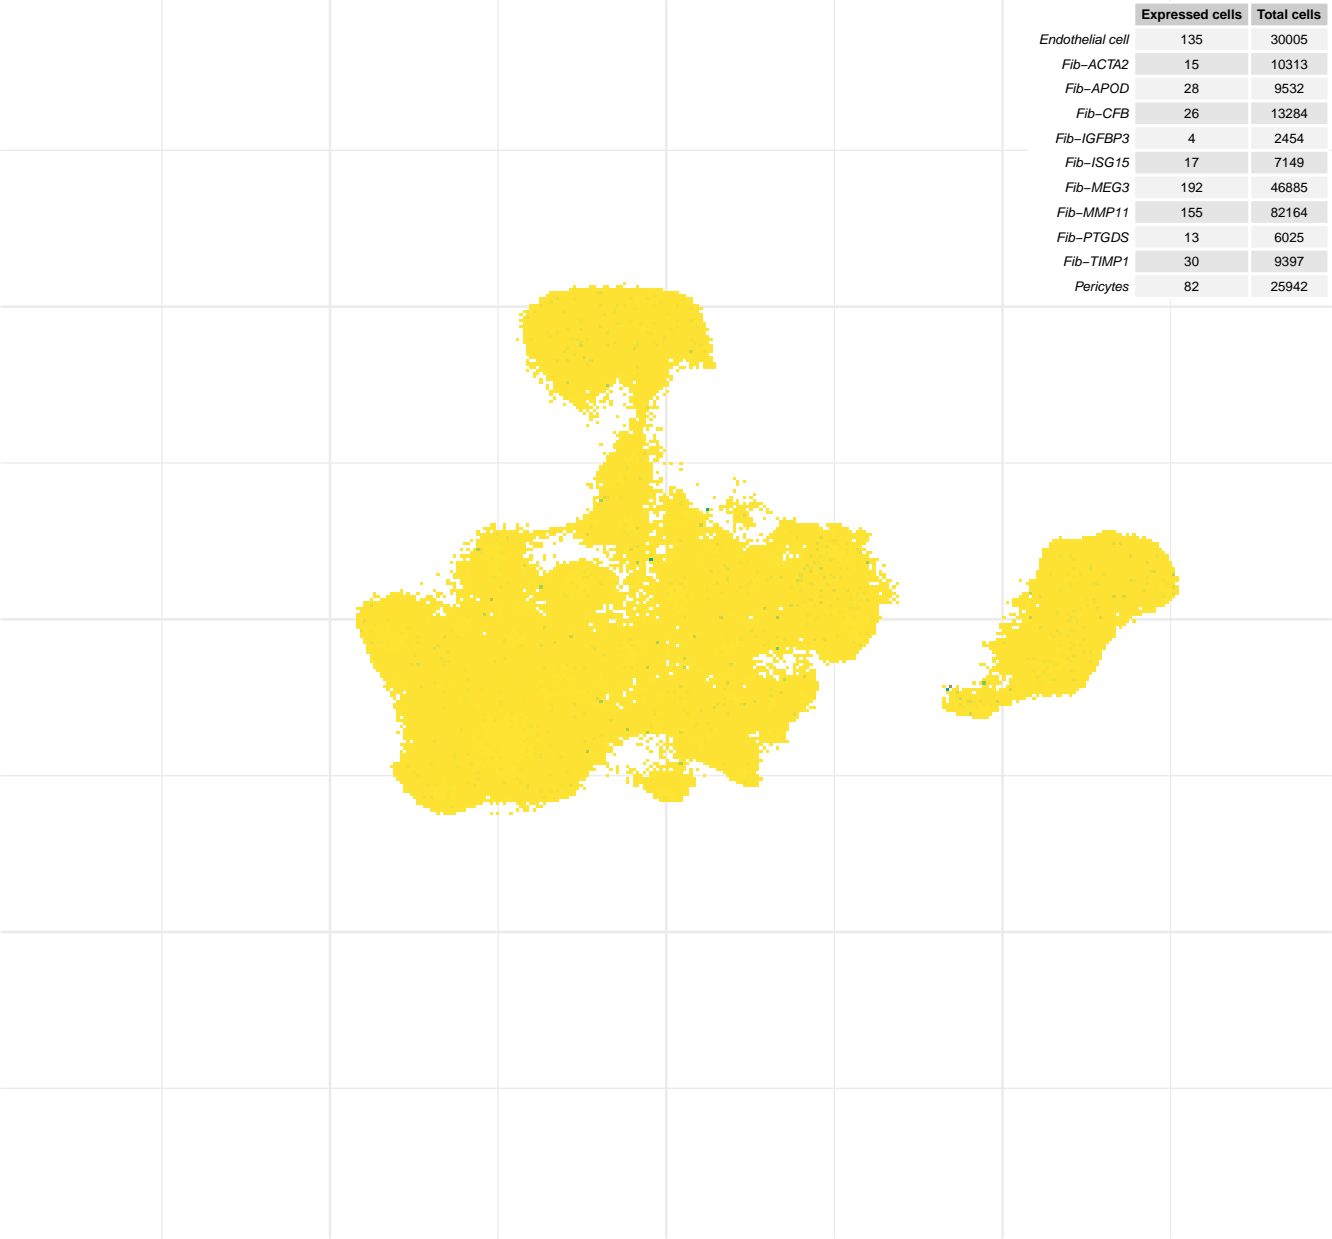 Expressed cells Total cells
Endothelial cell 135 30005
Fib−ACTA2 15 10313
Fib−APOD 28 9532
Fib−CFB 26 13284
Fib−IGFBP3 4 2454
Fib−ISG15 17 7149
Fib−MEG3 192 46885
Fib−MMP11 155 82164
Fib−PTGDS 13 6025
Fib−TIMP1 30 9397
Pericytes 82 25942